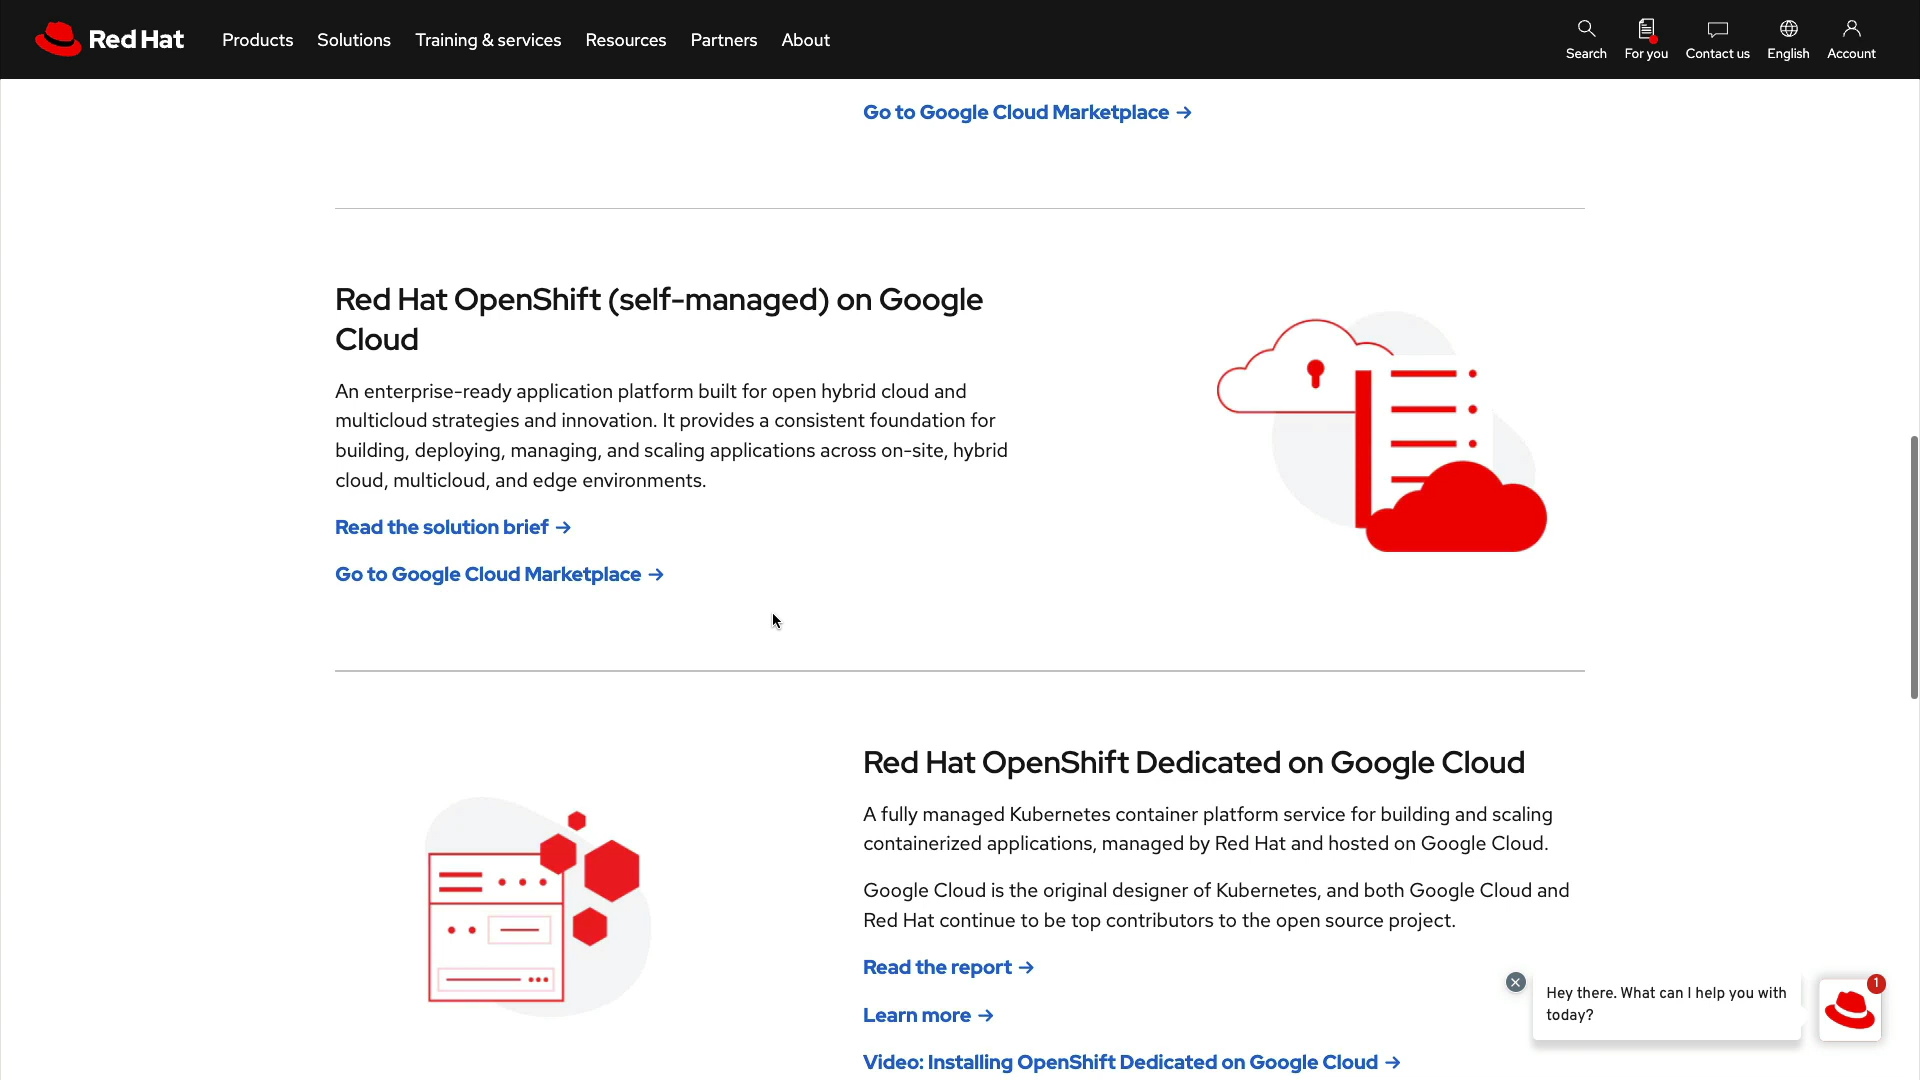 Red Hat
Products
Solutions
Training & services
Resources
Partners
About
Search
For you
Contact us
English
Account
Go to Google Cloud Marketplace →
Red Hat OpenShift (self-managed) on Google
Cloud
An enterprise-ready application platform built for open hybrid cloud and
multicloud strategies and innovation. It provides a consistent foundation for
building, deploying, managing, and scaling applications across on-site, hybrid
cloud, multicloud, and edge environments.
Read the solution brief →
Go to Google Cloud Marketplace →
Red Hat OpenShift Dedicated on Google Cloud
A fully managed Kubernetes container platform service for building and scaling
containerized applications, managed by Red Hat and hosted on Google Cloud.
Google Cloud is the original designer of Kubernetes, and both Google Cloud and
Red Hat continue to be top contributors to the open source project.
Read the report →
Learn more →
Video: Installing OpenShift Dedicated on Google Cloud →
Hey there. What can I help you with
today?
1